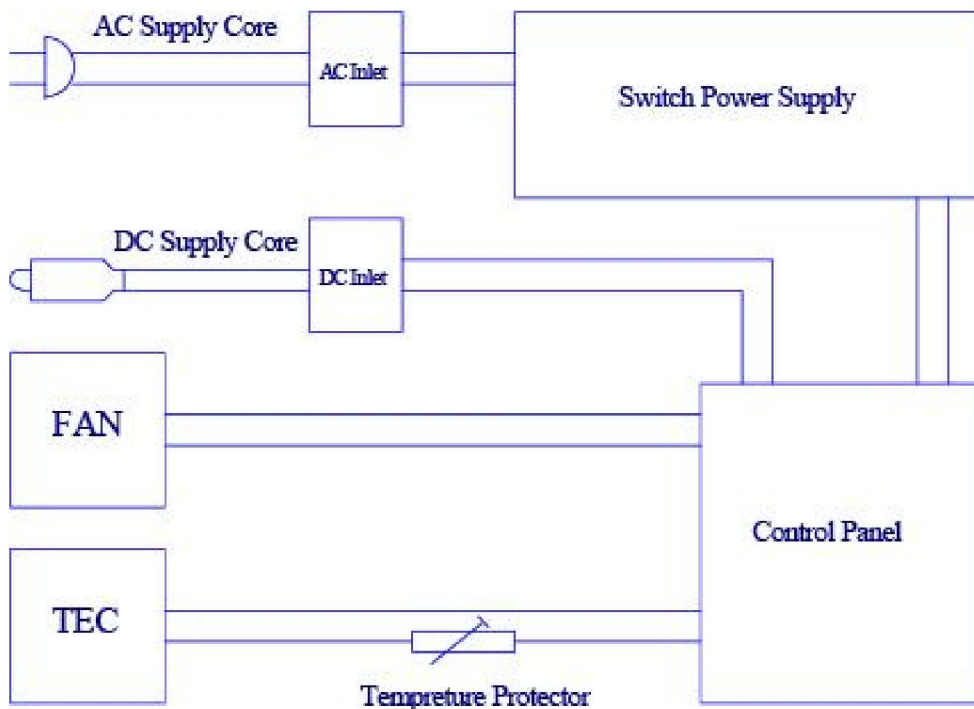 AC Supply Core
AC Inlet
Switch Power Supply
DC Supply Core
DC Inlet
FAN
Control Panel
TEC
Tempreture Protector